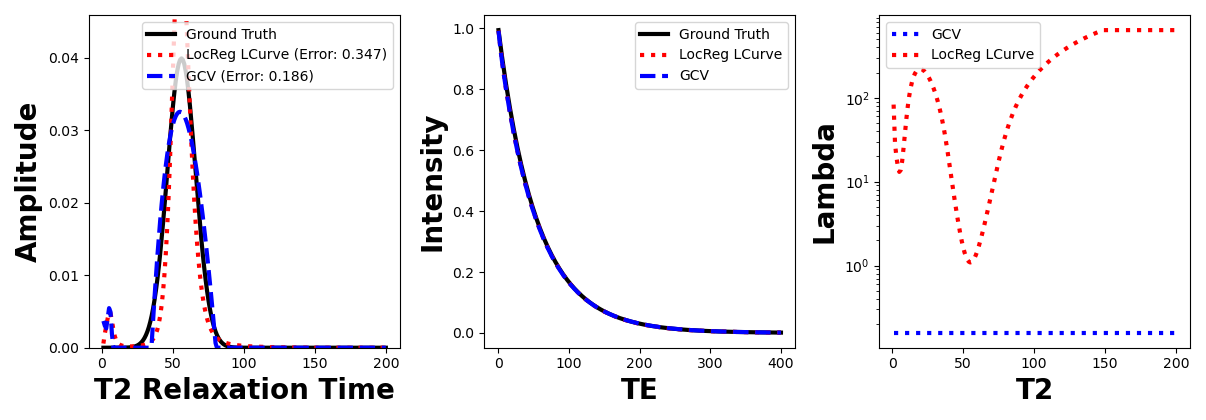 Ground Truth
LocReg LCurve (Error: 0.347)
GCV (Error: 0.186)
Amplitude
0.04
0.03
0.02
0.01
0.00
0
50
100
150
200
T2 Relaxation Time
Ground Truth
LocReg LCurve
GCV
Intensity
1.0
0.8
0.6
0.4
0.2
0.0
0
100
200
300
400
TE
GCV
LocReg LCurve
Lambda
10²
10¹
10⁰
0
50
100
150
200
T2